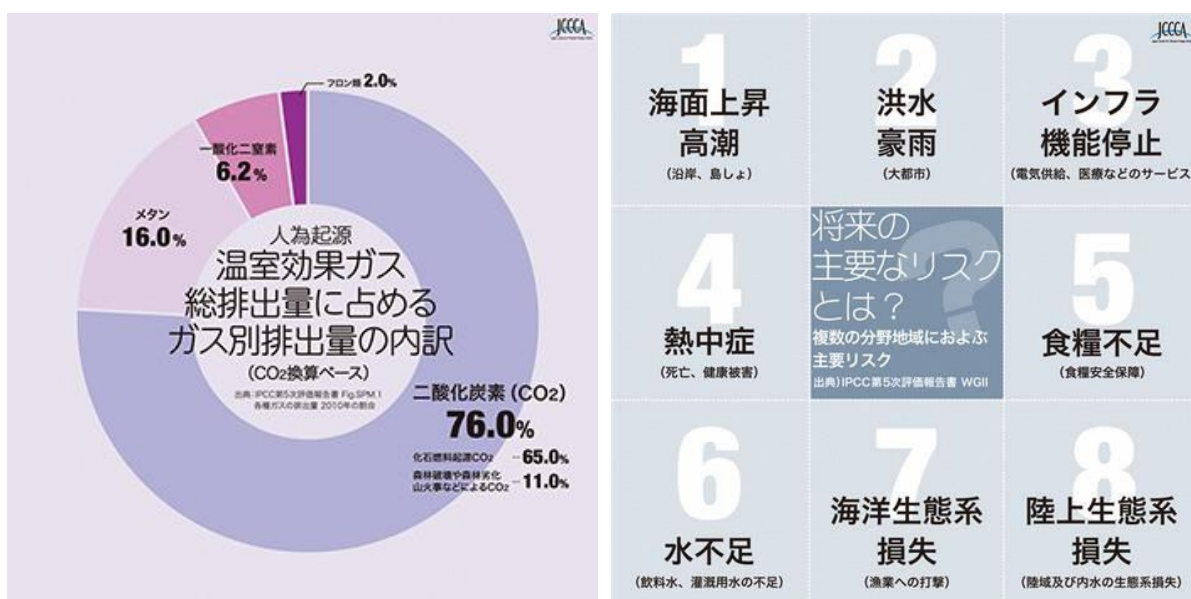 JCCCA
フロン類 2.0%
一酸化二窒素
6.2%
メタン
16.0%
人為起源
温室効果ガス
総排出量に占める
ガス別排出量の内訳
(CO2換算ベース)
出典:IPCC第5次評価報告書 Fig.SPM.1
各種ガスの排出量 2010年の割合
二酸化炭素 (CO2)
76.0%
化石燃料起源CO2 … 65.0%
森林破壊や森林劣化
山火事などによるCO2 … 11.0%
JCCCA
1
海面上昇
高潮
(沿岸、島しょ)
2
洪水
豪雨
(大都市)
3
インフラ
機能停止
(電気供給、医療などのサービス
4
熱中症
(死亡、健康被害)
将来の
主要なリスク
とは?
複数の分野地域におよぶ
主要リスク
出典)IPCC第5次評価報告書 WGII
5
食糧不足
(食糧安全保障)
6
水不足
(飲料水、灌漑用水の不足)
7
海洋生態系
損失
(漁業への打撃)
8
陸上生態系
損失
(陸域及び内水の生態系損失)